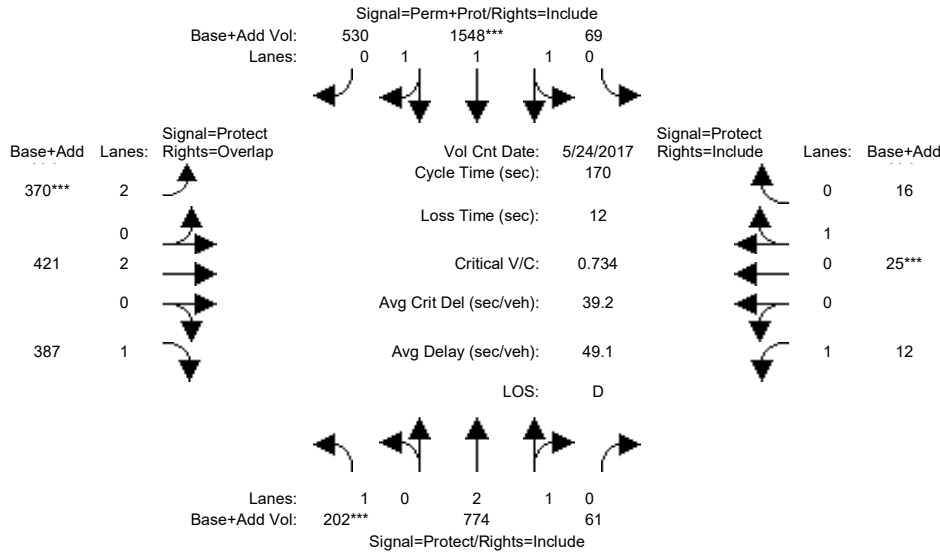 Signal=Perm+Prot/Rights=Include
Base+Add Vol: 530 1548*** 69
Lanes: 0 1 1 1 0
Signal=Protect Signal=Protect
Base+Add Lanes: Rights=Overlap Vol Cnt Date: 5/24/2017 Rights=Include Lanes: Base+Add
Cycle Time (sec): 170
370*** 2 0 16
Loss Time (sec): 12
0 1
421 2 Critical V/C: 0.734 0 25***
0 Avg Crit Del (sec/veh): 39.2 0
387 1 Avg Delay (sec/veh): 49.1 1 12
LOS: D
Lanes: 1 0 2 1 0
Base+Add Vol: 202*** 774 61
Signal=Protect/Rights=Include